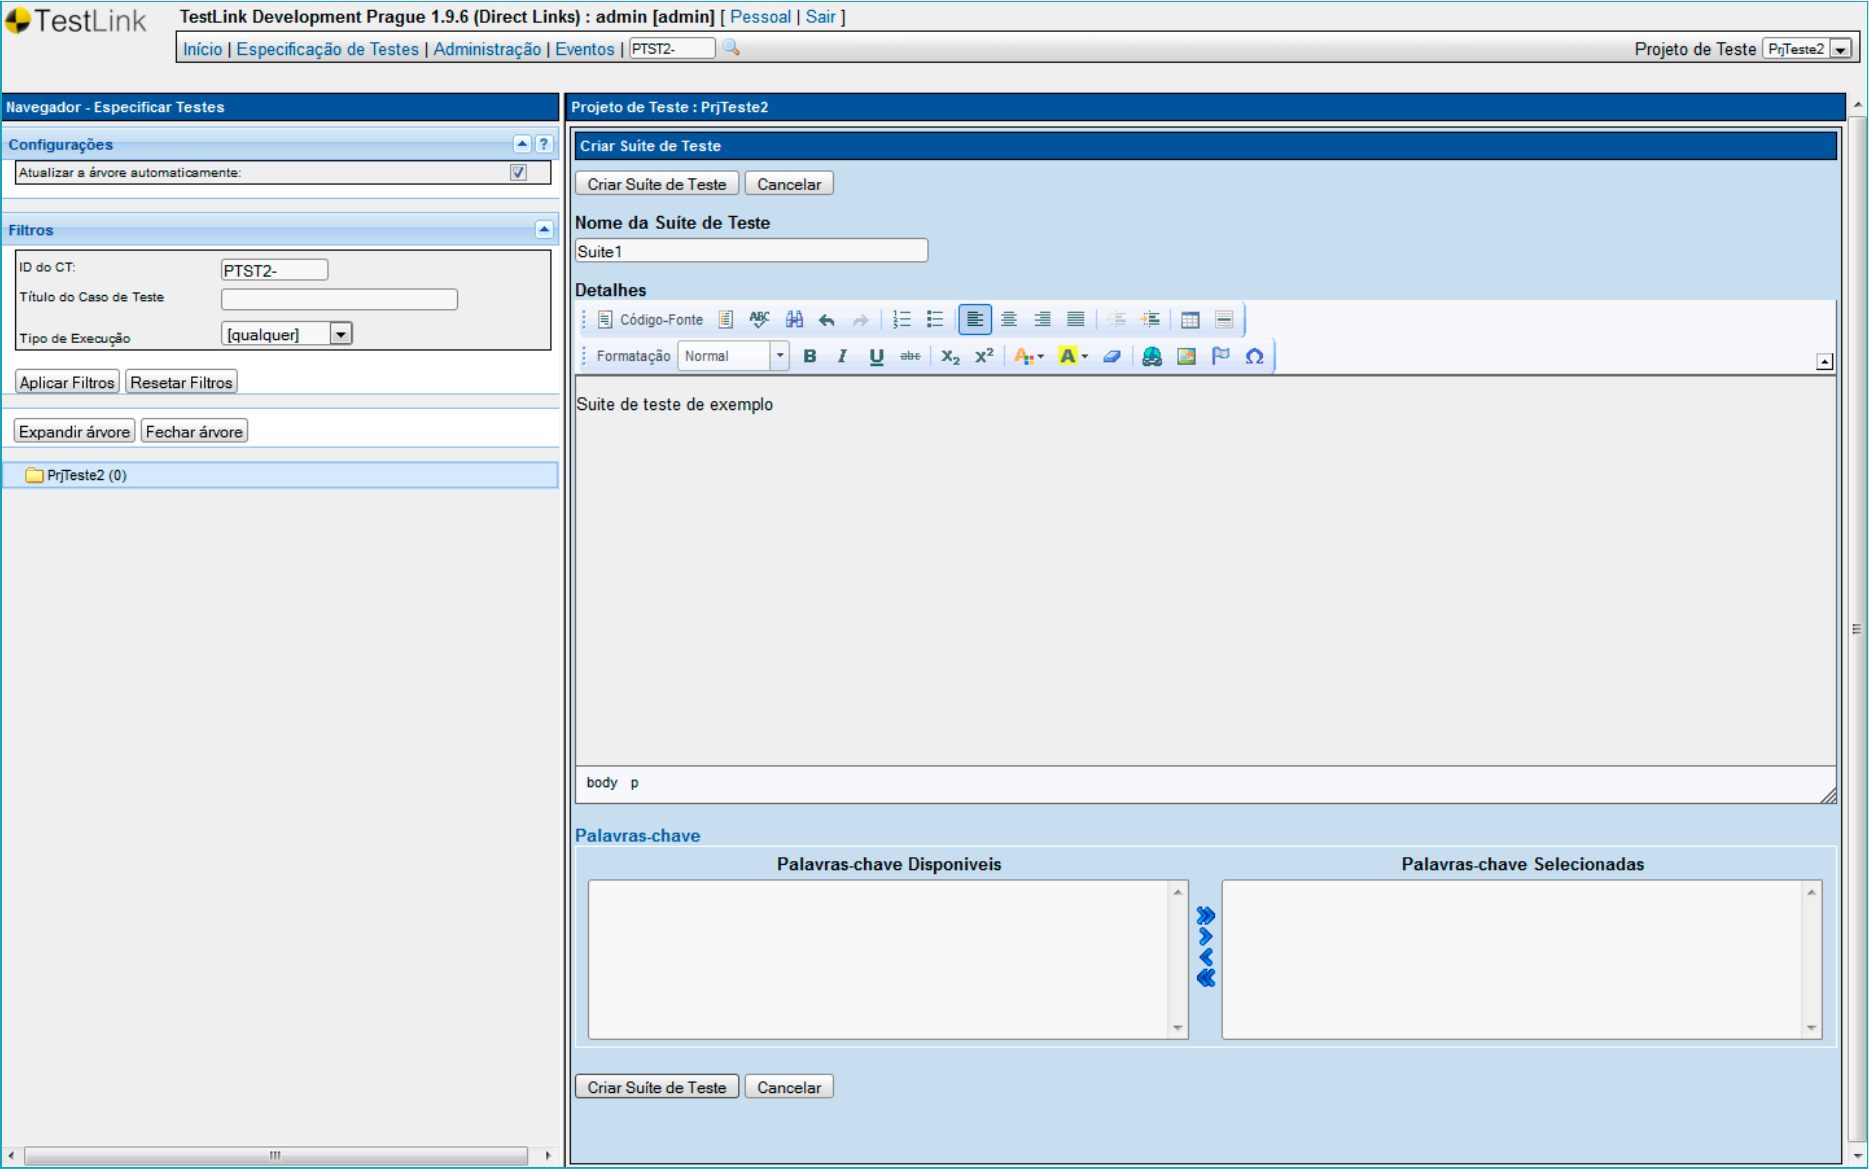 TestLink
TestLink Development Prague 1.9.6 (Direct Links) : admin [admin] [ Pessoal | Sair ]
Início | Especificação de Testes | Administração | Eventos | PTST2-
Projeto de Teste PrjTeste2
Navegador - Especificar Testes
Configurações
?
Atualizar a árvore automaticamente:
Filtros
ID do CT: PTST2-
Título do Caso de Teste
Tipo de Execução [qualquer]
Aplicar Filtros Resetar Filtros
Expandir árvore Fechar árvore
PrjTeste2 (0)
Projeto de Teste : PrjTeste2
Criar Suíte de Teste
Criar Suíte de Teste Cancelar
Nome da Suíte de Teste
Suite1
Detalhes
Código-Fonte ABC
Formatação Normal B I U abc X₂ X² A A Ω
Suite de teste de exemplo
body p
Palavras-chave
Palavras-chave Disponiveis
Palavras-chave Selecionadas
Criar Suíte de Teste Cancelar